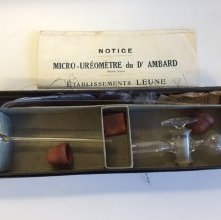 NOTICE
MICRO-URÉOMÈTRE du Dr AMBARD
ÉTABLISSEMENTS LEUNE